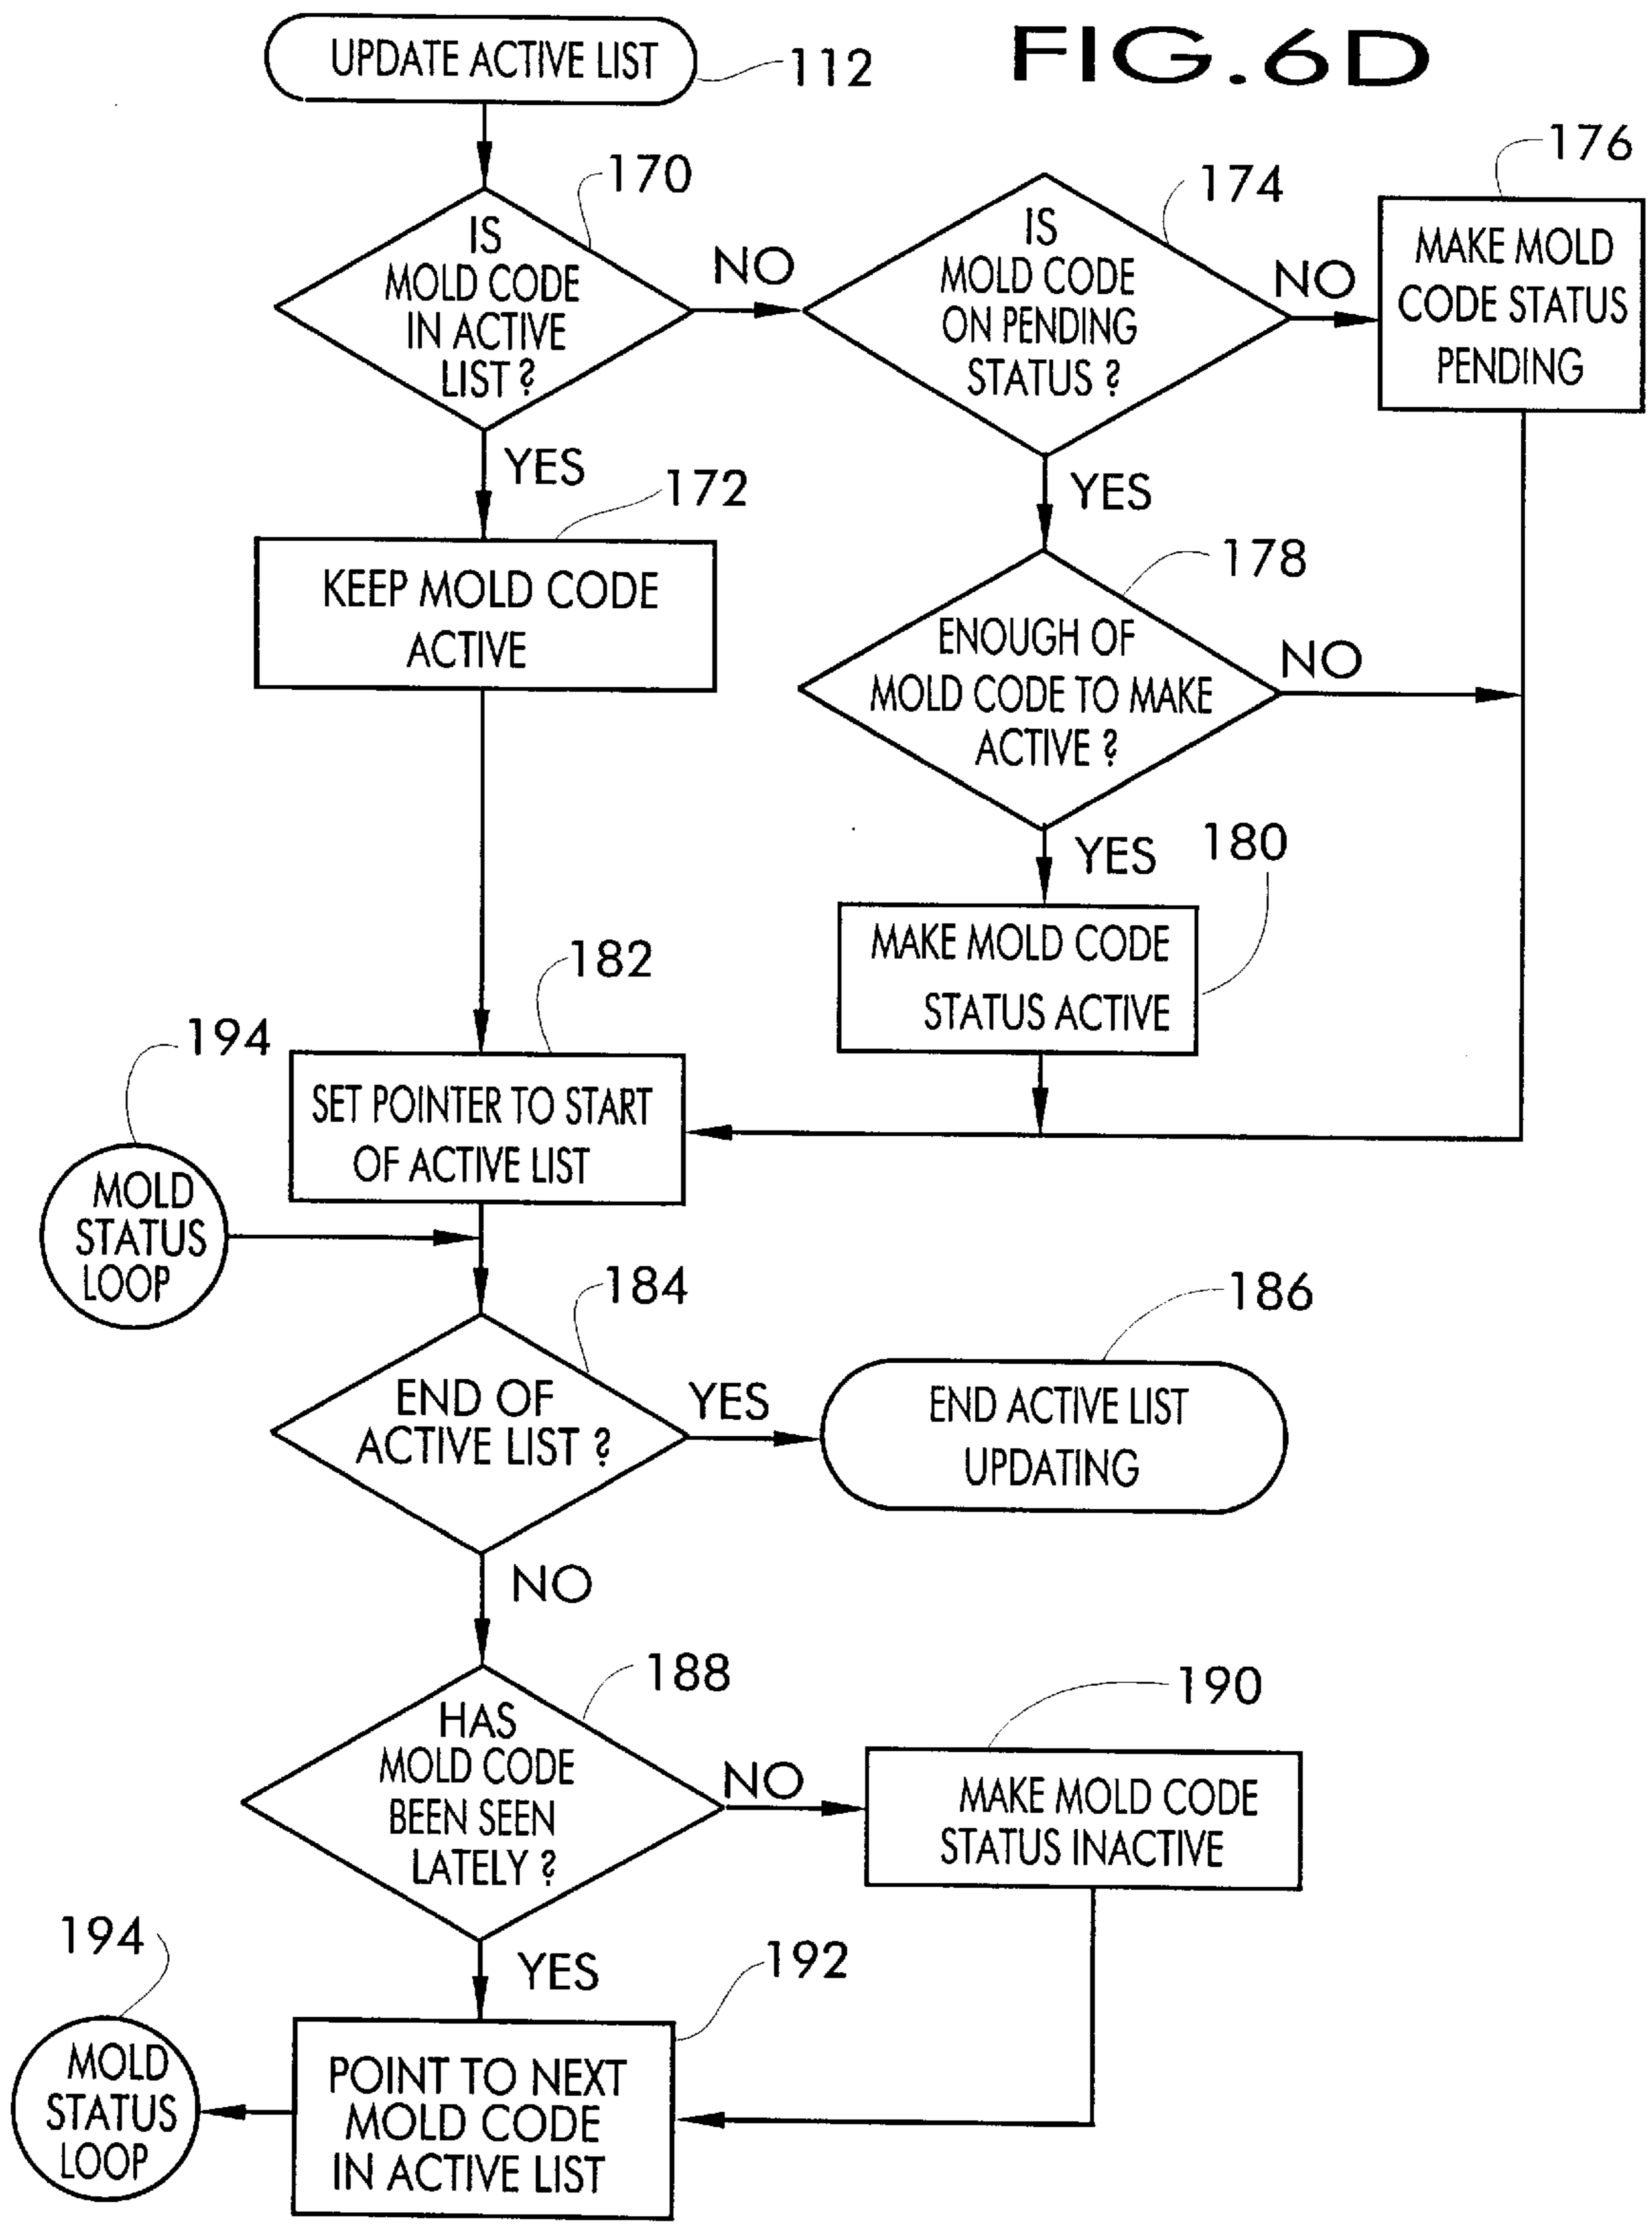 FIG.6D
UPDATE ACTIVE LIST
112
170
IS
MOLD CODE
IN ACTIVE
LIST?
NO
YES
174
IS
MOLD CODE
ON PENDING
STATUS?
NO
YES
176
MAKE MOLD
CODE STATUS
PENDING
172
KEEP MOLD CODE
ACTIVE
178
ENOUGH OF
MOLD CODE TO MAKE
ACTIVE?
NO
YES
180
MAKE MOLD CODE
STATUS ACTIVE
182
SET POINTER TO START
OF ACTIVE LIST
194
MOLD
STATUS
LOOP
184
END OF
ACTIVE LIST?
YES
NO
186
END ACTIVE LIST
UPDATING
188
HAS
MOLD CODE
BEEN SEEN
LATELY?
NO
YES
190
MAKE MOLD CODE
STATUS INACTIVE
192
POINT TO NEXT
MOLD CODE
IN ACTIVE LIST
194
MOLD
STATUS
LOOP